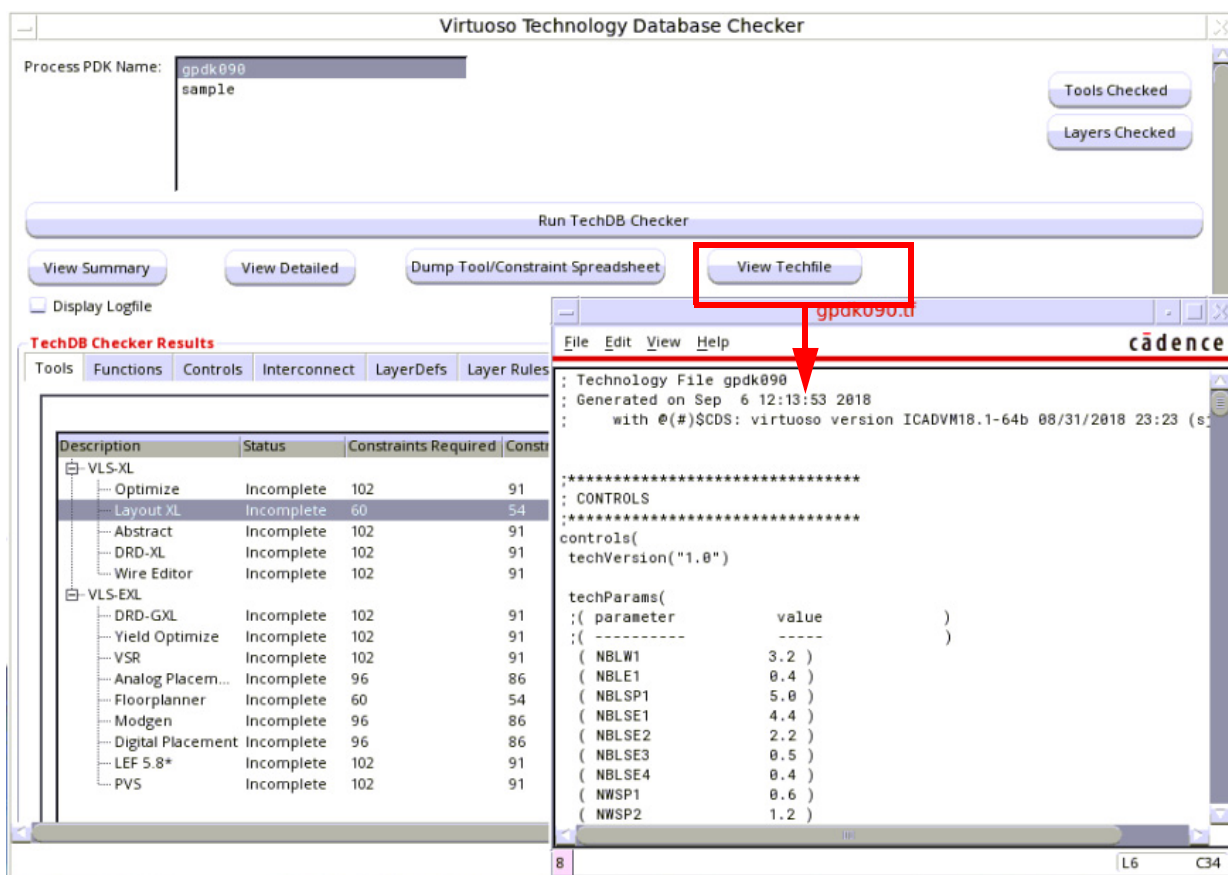 Virtuoso Technology Database Checker
Process PDK Name:
gpdk090
sample
Tools Checked
Layers Checked
Run TechDB Checker
View Summary
View Detailed
Dump Tool/Constraint Spreadsheet
View Techfile
Display Logfile
TechDB Checker Results
Tools Functions Controls Interconnect LayerDefs Layer Rules
Description Status Constraints Required Constr
VLS-XL
Optimize Incomplete 102 91
Layout XL Incomplete 60 54
Abstract Incomplete 102 91
DRD-XL Incomplete 102 91
Wire Editor Incomplete 102 91
VLS-EXL
DRD-GXL Incomplete 102 91
Yield Optimize Incomplete 102 91
VSR Incomplete 102 91
Analog Placem... Incomplete 96 86
Floorplanner Incomplete 60 54
Modgen Incomplete 96 86
Digital Placement Incomplete 96 86
LEF 5.8* Incomplete 102 91
PVS Incomplete 102 91
gpdk090.tf
File Edit View Help
cādence
; Technology File gpdk090
; Generated on Sep 6 12:13:53 2018
; with @(#)$CDS: virtuoso version ICADVM18.1-64b 08/31/2018 23:23 (sj
;********************************
; CONTROLS
;********************************
controls(
techVersion("1.0")
techParams(
;( parameter value )
;( ---------- ----- )
( NBLW1 3.2 )
( NBLE1 0.4 )
( NBLSP1 5.0 )
( NBLSE1 4.4 )
( NBLSE2 2.2 )
( NBLSE3 0.5 )
( NBLSE4 0.4 )
( NWSP1 0.6 )
( NWSP2 1.2 )
8
L6 C34